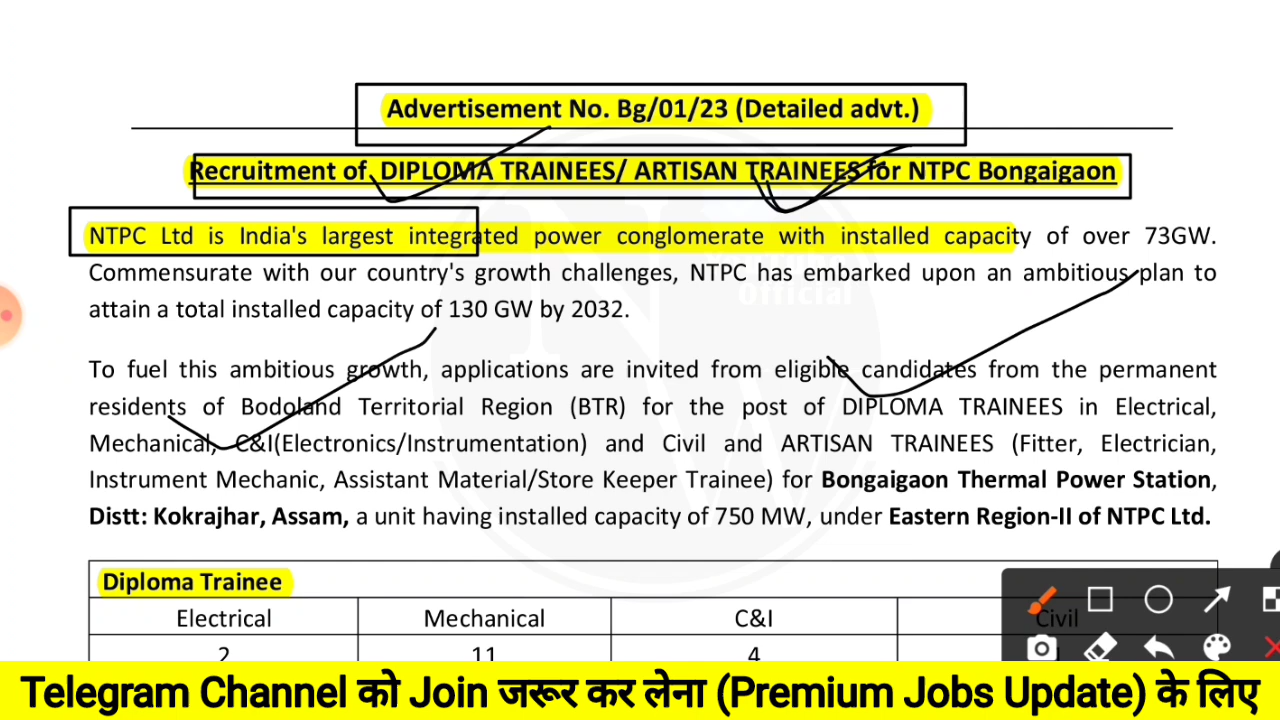 Advertisement No. Bg/01/23 (Detailed advt.)
Recruitment of DIPLOMA TRAINEES/ ARTISAN TRAINEES for NTPC Bongaigaon
NTPC Ltd is India's largest integrated power conglomerate with installed capacity of over 73GW.
Commensurate with our country's growth challenges, NTPC has embarked upon an ambitious plan to
Official
attain a total installed capacity of 130 GW by 2032.
To fuel this ambitious growth, applications are invited from eligible candidates from the permanent
residents of Bodoland Territorial Region (BTR) for the post of DIPLOMA TRAINEES in Electrical,
Mechanical, C&I(Electronics/Instrumentation) and Civil and ARTISAN TRAINEES (Fitter, Electrician,
Instrument Mechanic, Assistant Material/Store Keeper Trainee) for Bongaigaon Thermal Power Station,
Distt: Kokrajhar, Assam, a unit having installed capacity of 750 MW, under Eastern Region-II of NTPC Ltd.
Diploma Trainee
Electrical Mechanical C&I Civil
2 11 4
Telegram Channel को Join जरूर कर लेना (Premium Jobs Update) के लिए